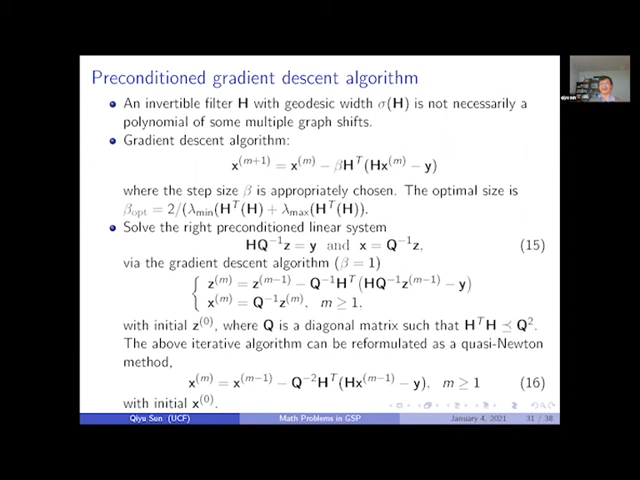 Preconditioned gradient descent algorithm
An invertible filter H with geodesic width σ(H) is not necessarily a
polynomial of some multiple graph shifts.
Gradient descent algorithm:
x^(m+1) = x^(m) − βH^T(Hx^(m) − y)
where the step size β is appropriately chosen. The optimal size is
β_opt = 2/(λ_min(H^T(H) + λ_max(H^T(H)).
Solve the right preconditioned linear system
HQ^−1z = y and x = Q^−1z, (15)
via the gradient descent algorithm (β = 1)
{ z^(m) = z^(m−1) − Q^−1H^T(HQ^−1z^(m−1) − y)
x^(m) = Q^−1z^(m), m ≥ 1,
with initial z^(0), where Q is a diagonal matrix such that H^TH ⪯ Q^2.
The above iterative algorithm can be reformulated as a quasi-Newton
method,
x^(m) = x^(m−1) − Q^−2H^T(Hx^(m−1) − y), m ≥ 1 (16)
with initial x^(0).
Qiyu Sun (UCF) Math Problems in GSP January 4, 2021 31 / 38
qiyu sun